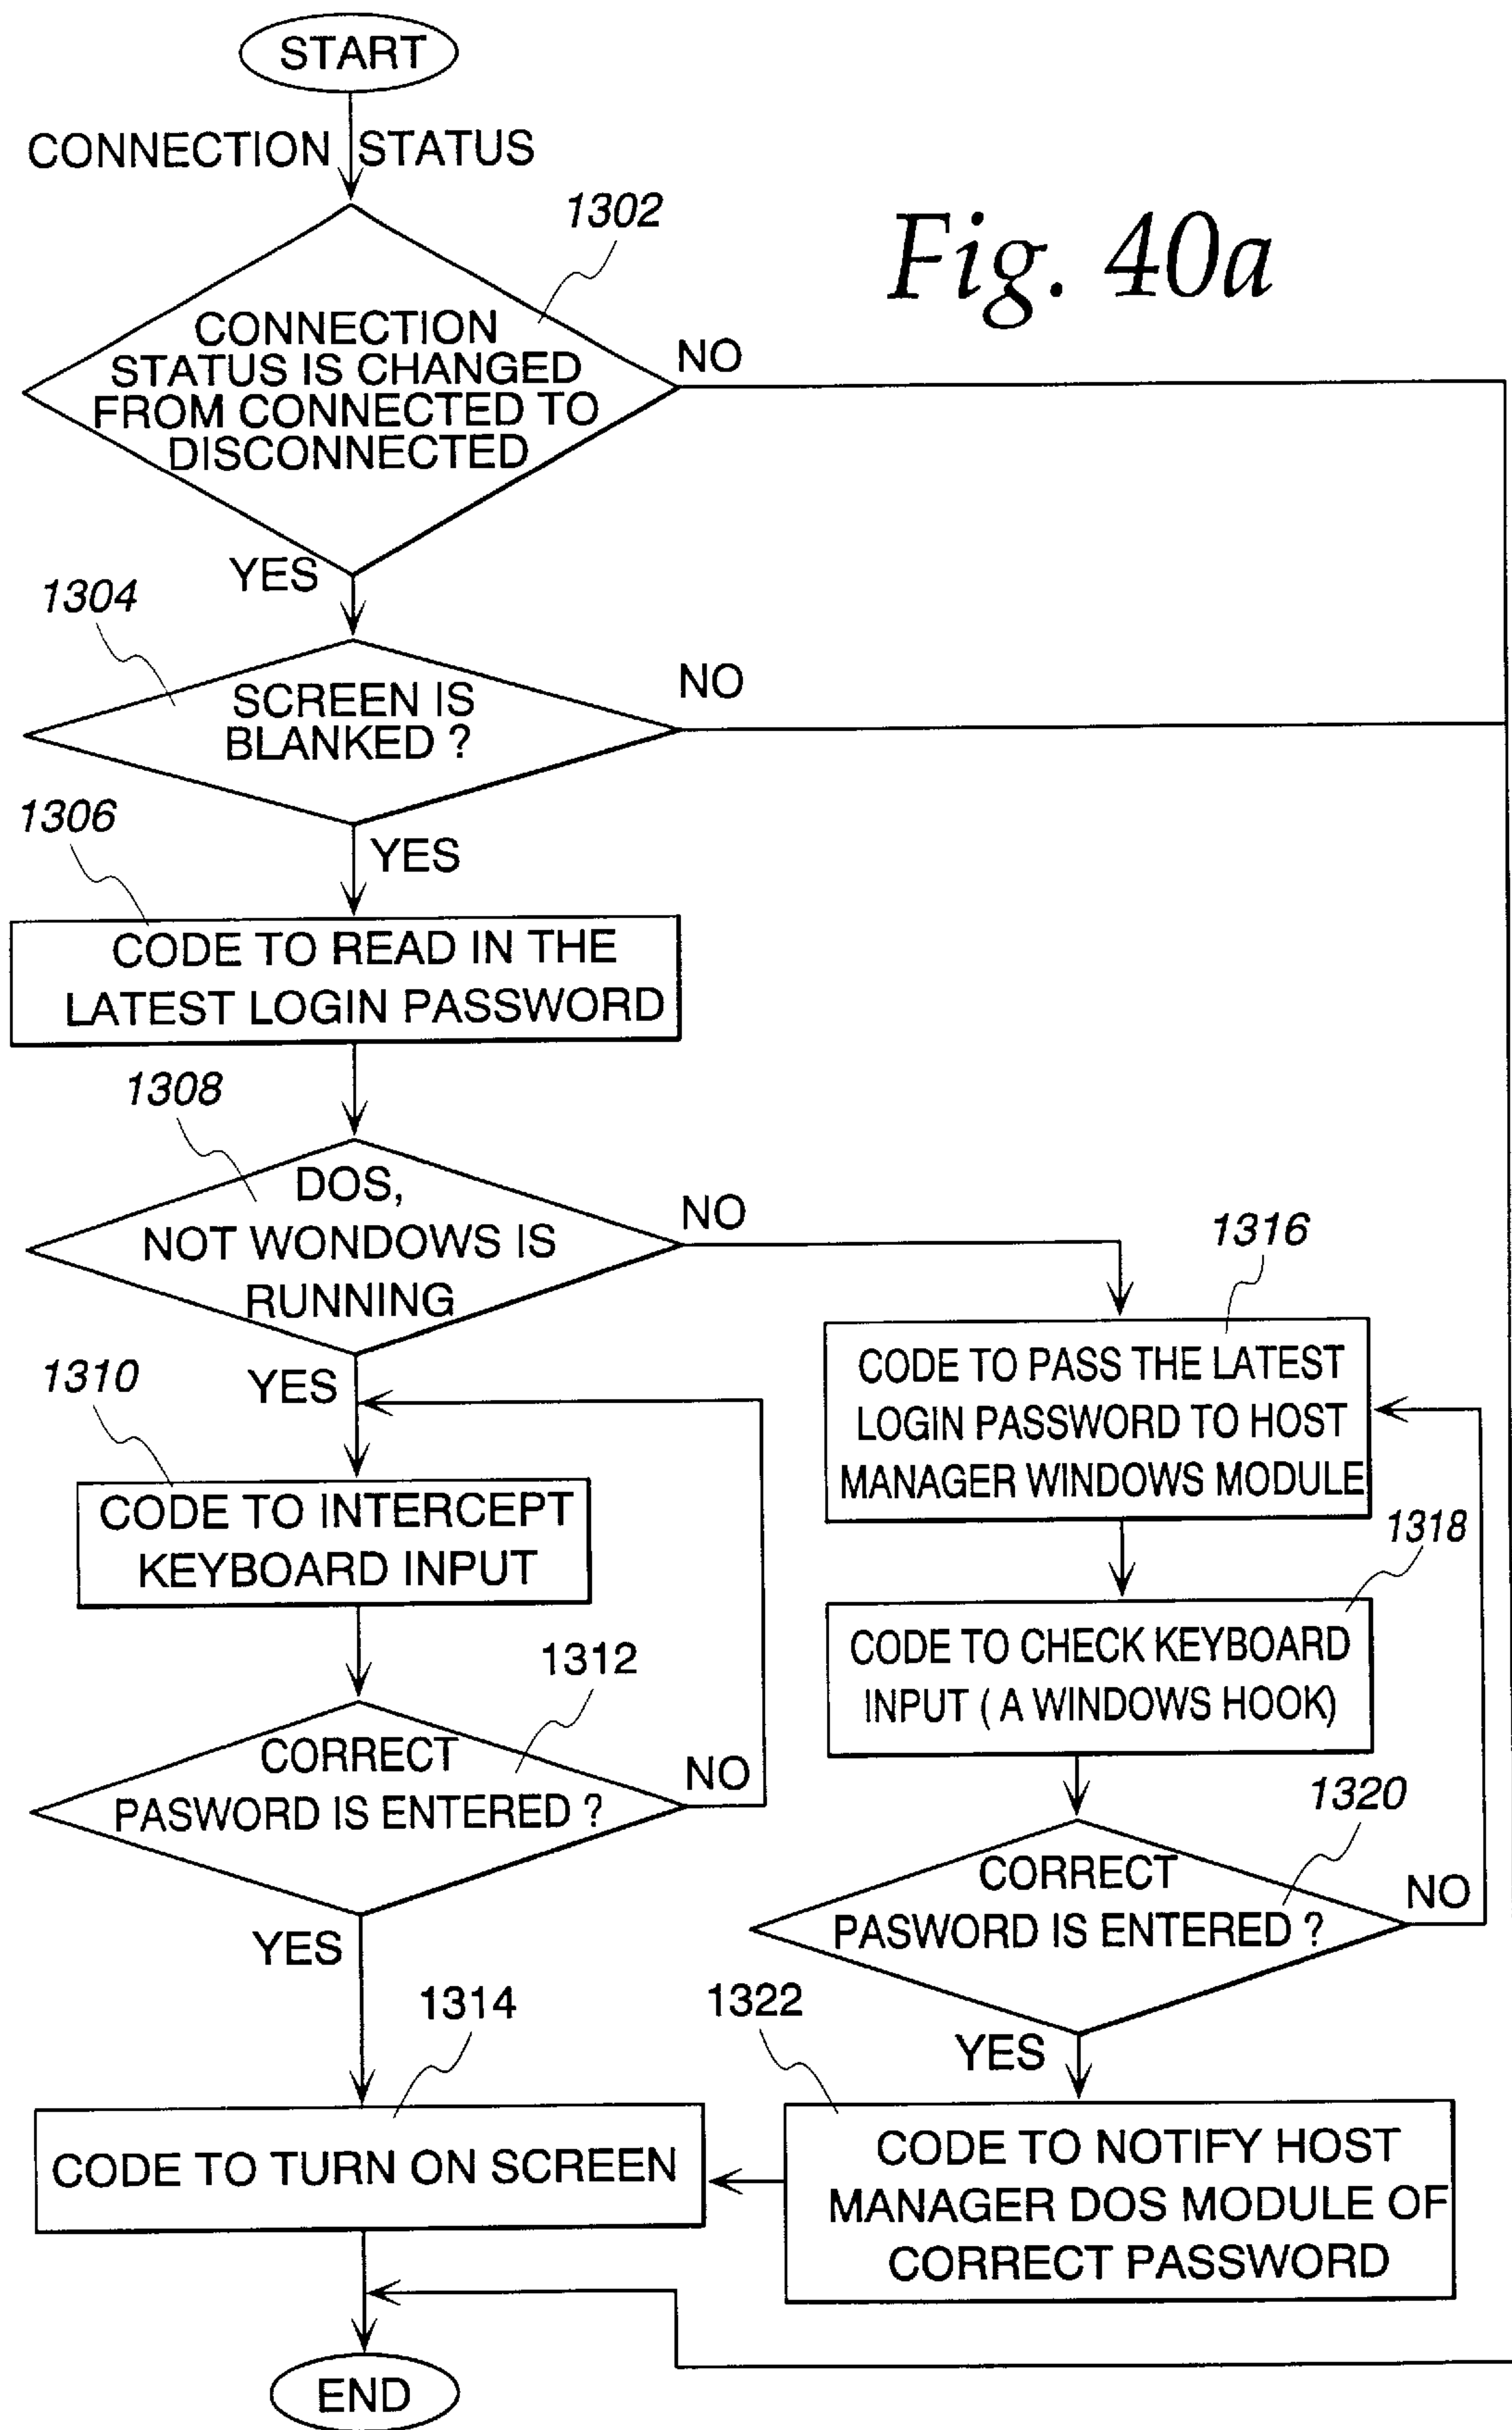 START
CONNECTION STATUS
1302
Fig. 40a
CONNECTION
STATUS IS CHANGED
FROM CONNECTED TO
DISCONNECTED
NO
YES
1304
SCREEN IS
BLANKED ?
NO
YES
1306
CODE TO READ IN THE
LATEST LOGIN PASSWORD
1308
DOS,
NOT WONDOWS IS
RUNNING
NO
YES
1310
CODE TO INTERCEPT
KEYBOARD INPUT
1312
CORRECT
PASWORD IS ENTERED ?
NO
YES
1316
CODE TO PASS THE LATEST
LOGIN PASSWORD TO HOST
MANAGER WINDOWS MODULE
1318
CODE TO CHECK KEYBOARD
INPUT ( A WINDOWS HOOK)
1320
CORRECT
PASWORD IS ENTERED ?
NO
YES
1322
CODE TO NOTIFY HOST
MANAGER DOS MODULE OF
CORRECT PASSWORD
1314
CODE TO TURN ON SCREEN
END